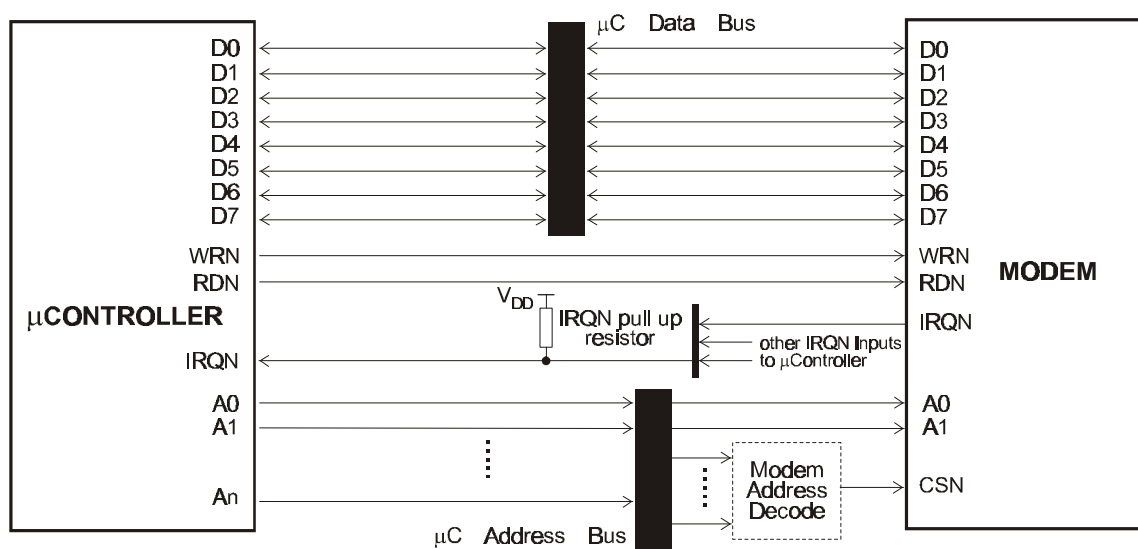 μC Data Bus
D0 D0
D1 D1
D2 D2
D3 D3
D4 D4
D5 D5
D6 D6
D7 D7
WRN WRN
RDN RDN
μCONTROLLER
MODEM
VDD
IRQN pull up
resistor
IRQN
other IRQN Inputs
to μController
IRQN
A0 A0
A1 A1
An
Modem
Address
Decode
CSN
μC Address Bus